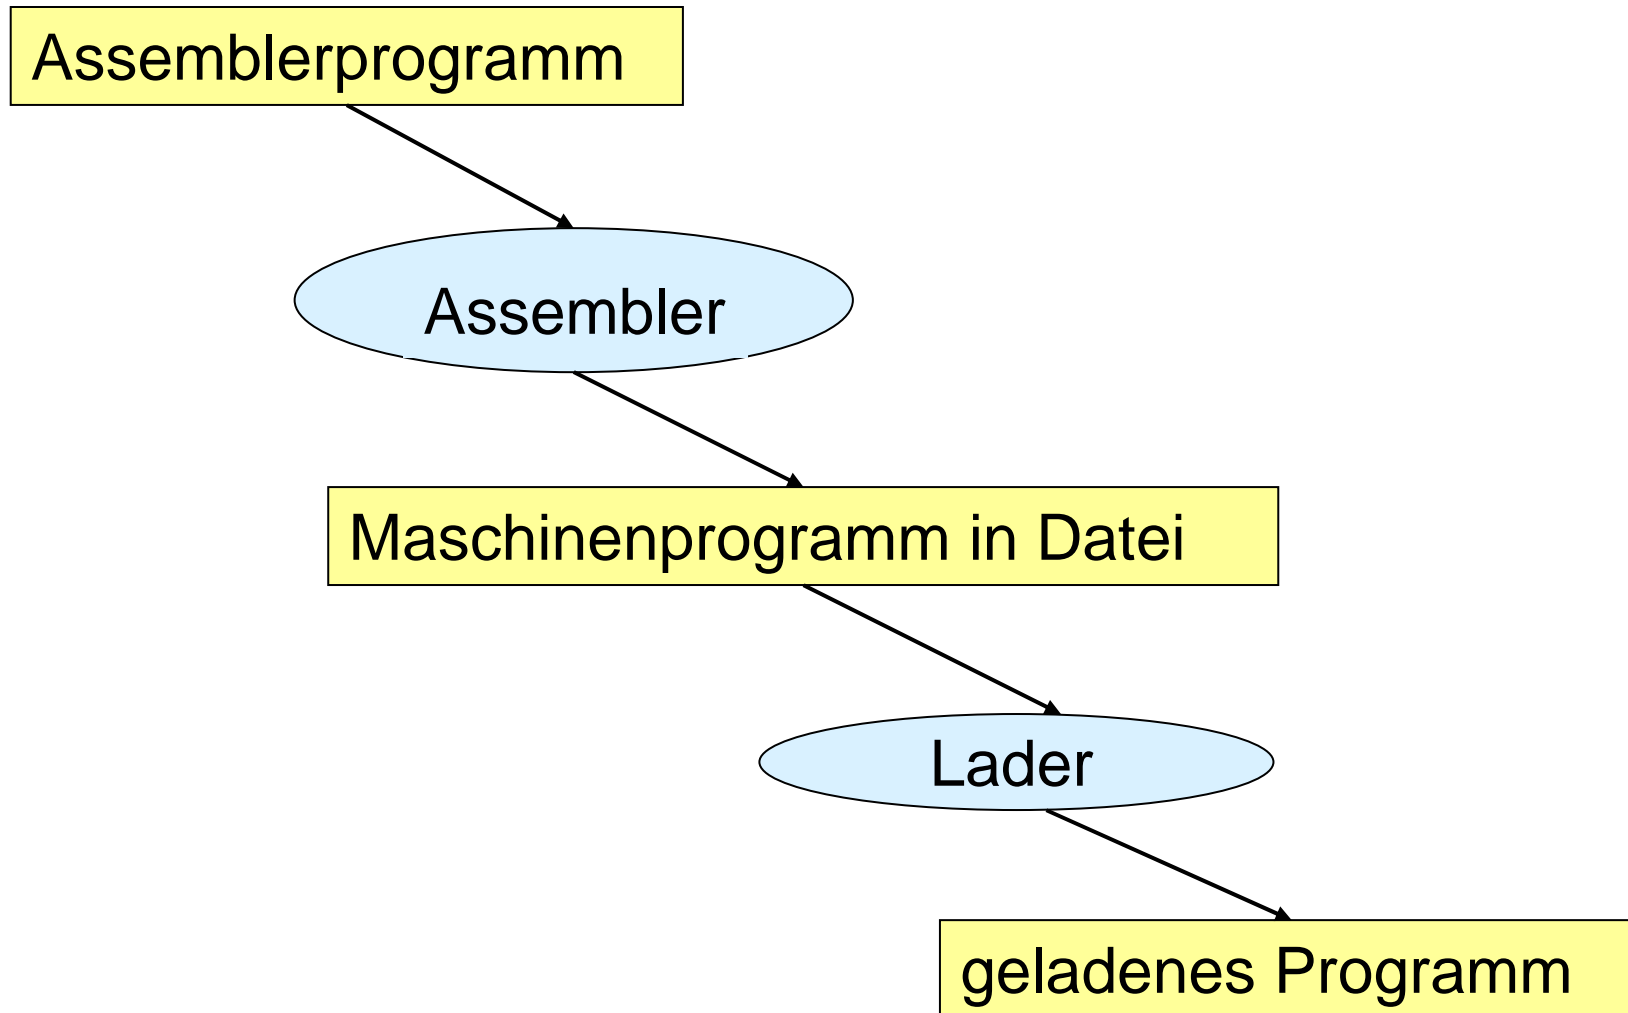 Assemblerprogramm
Assembler
Maschinenprogramm in Datei
Lader
geladenes Programm